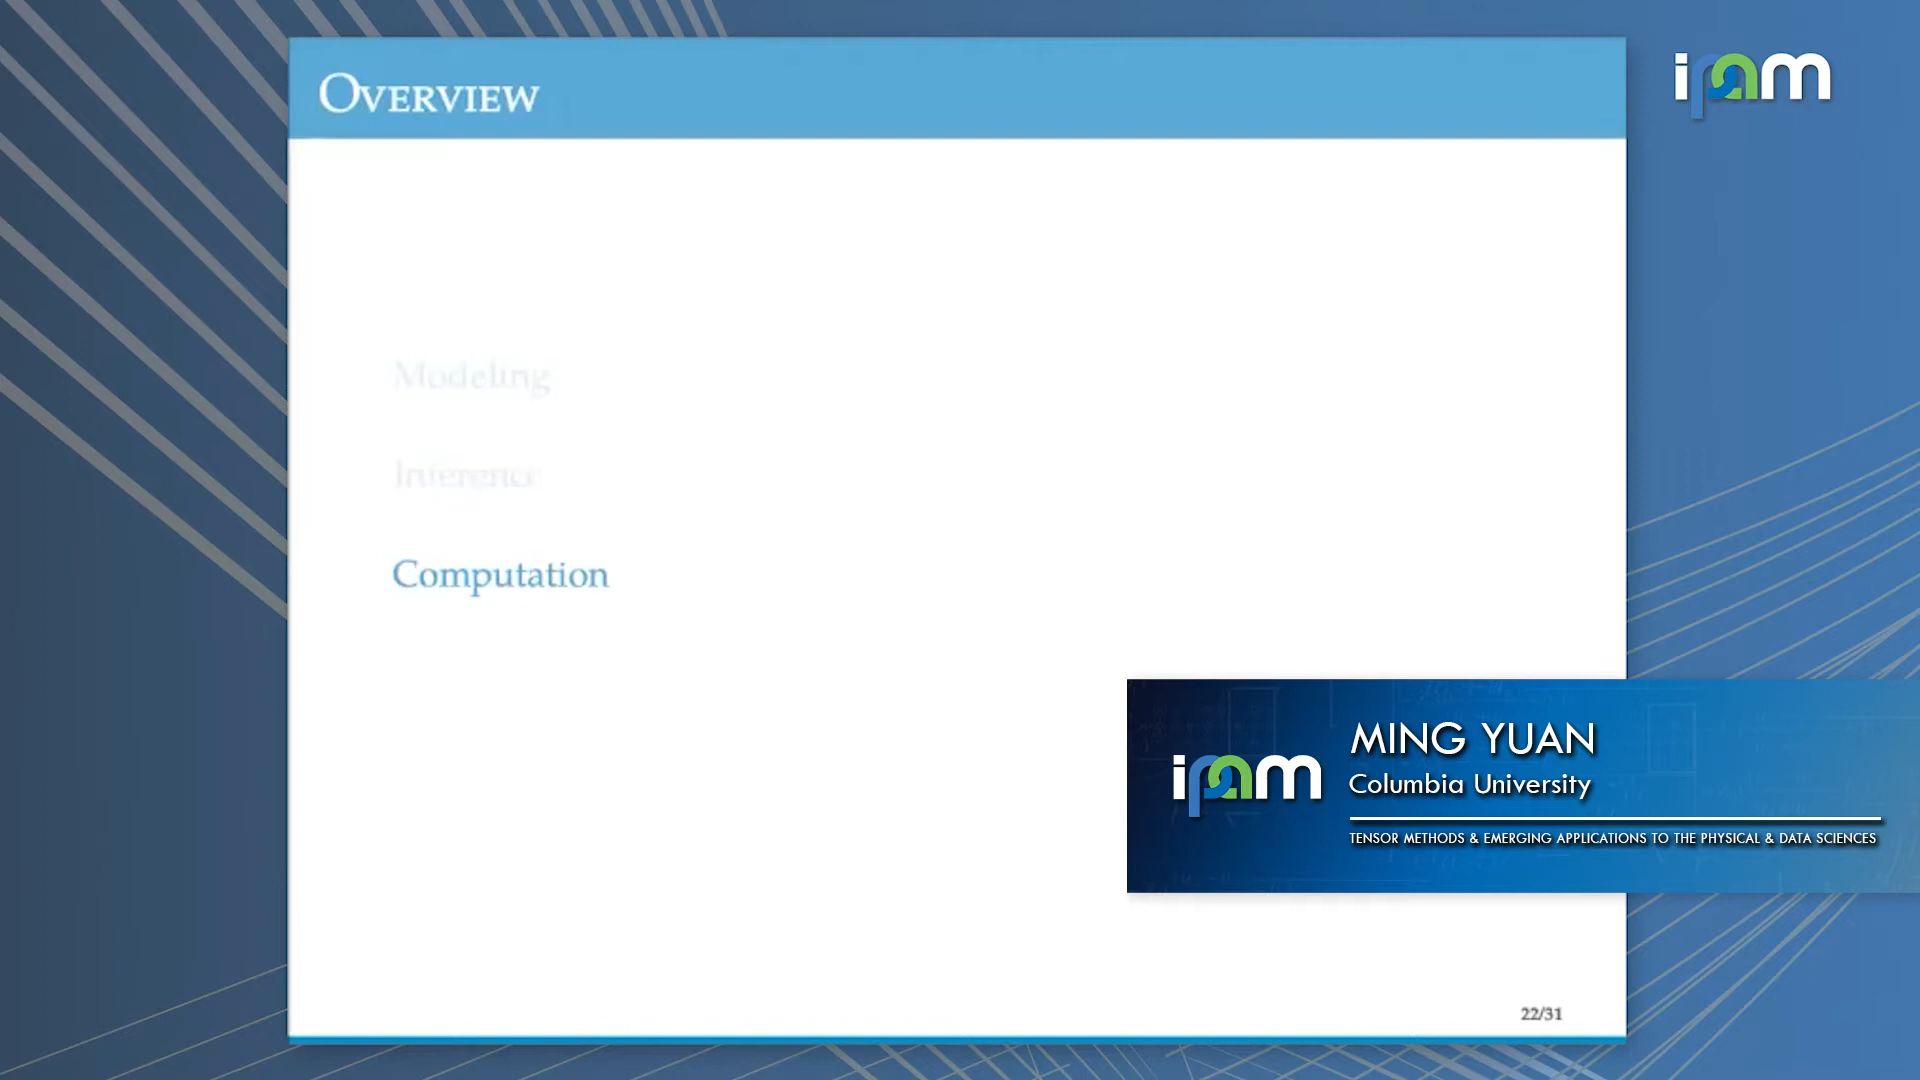 OVERVIEW
ipam
Modeling
Inference
Computation
MING YUAN
Columbia University
ipam
TENSOR METHODS & EMERGING APPLICATIONS TO THE PHYSICAL & DATA SCIENCES
22/31